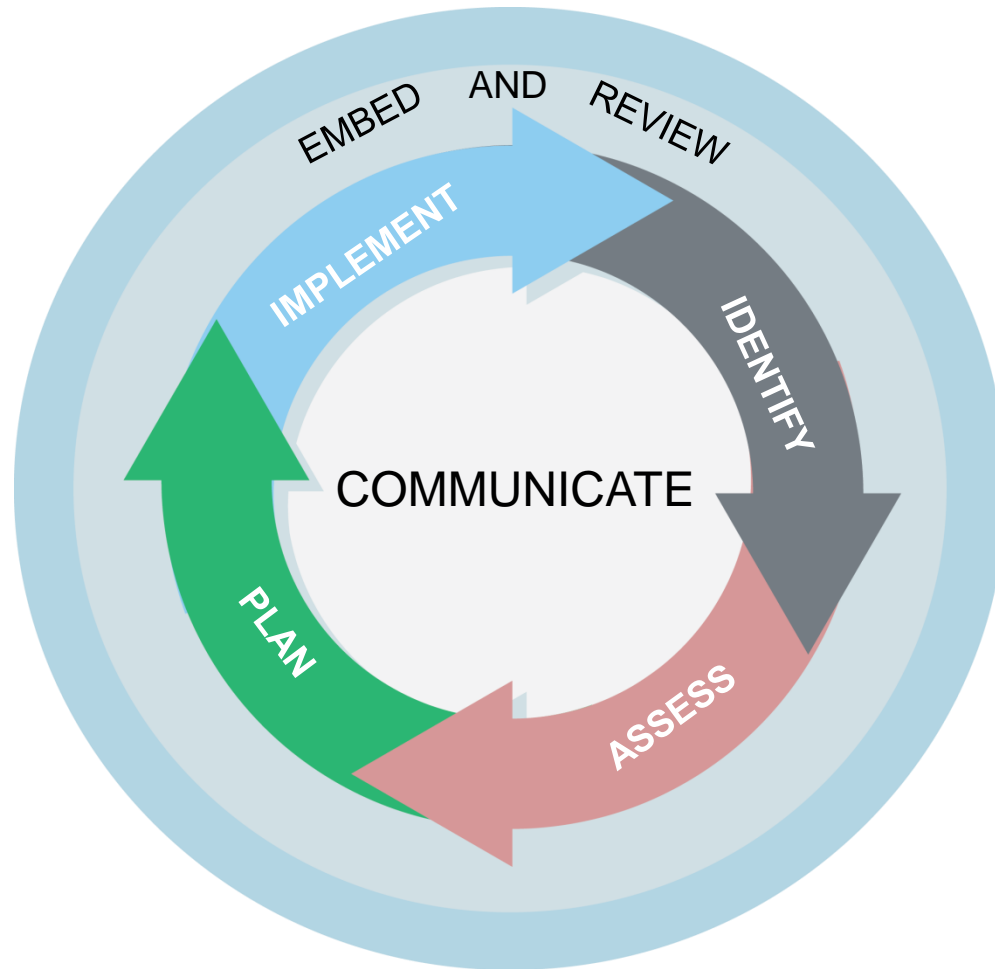 EMBED AND REVIEW
IMPLEMENT
IDENTIFY
COMMUNICATE
PLAN
ASSESS